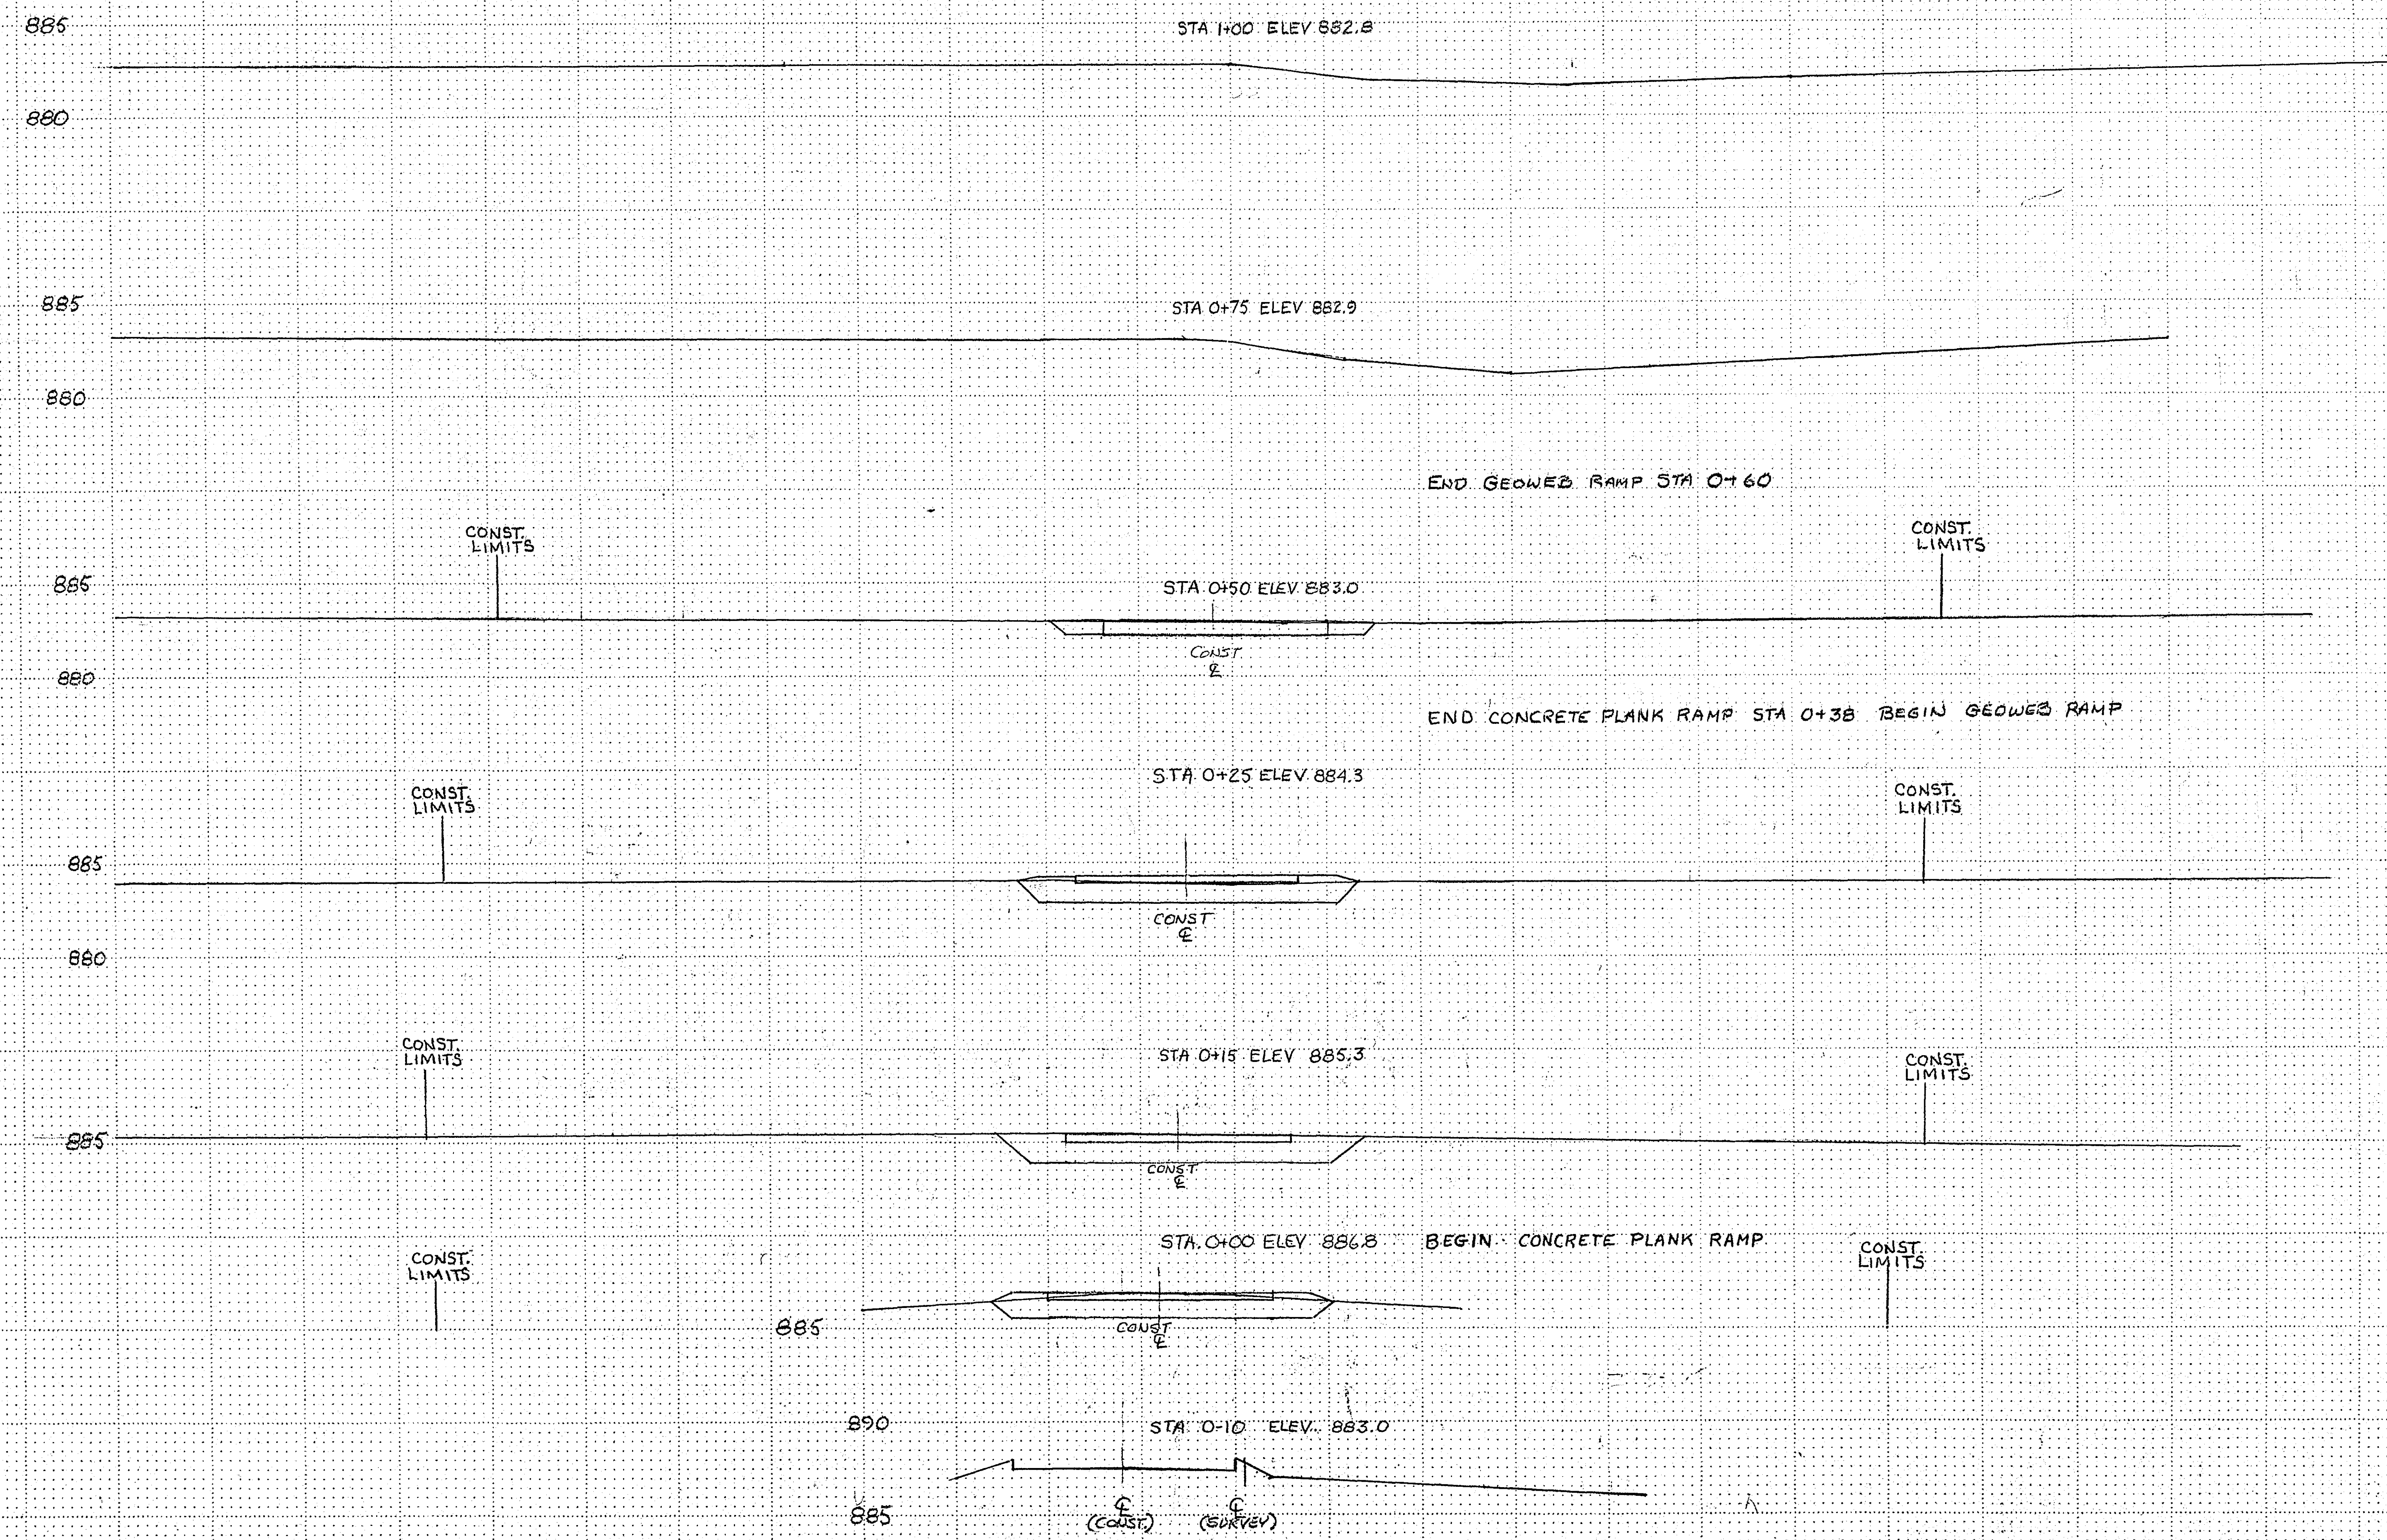 885
STA 1+00 ELEV 882.8
880
885
STA 0+75 ELEV 882.9
880
END GEOWEB RAMP STA 0+60
CONST.
LIMITS
CONST.
LIMITS
885
STA 0+50 ELEV 883.0
CONST
℄
880
END CONCRETE PLANK RAMP STA 0+38 BEGIN GEOWEB RAMP
STA 0+25 ELEV 884.3
CONST.
LIMITS
CONST.
LIMITS
885
CONST
℄
880
CONST.
LIMITS
STA 0+15 ELEV 885.3
CONST.
LIMITS
885
CONST
℄
STA. 0+00 ELEV 886.8 BEGIN CONCRETE PLANK RAMP
CONST.
LIMITS
CONST.
LIMITS
885
CONST
℄
890
STA 0-10 ELEV. 883.0
885
℄
(CONST.)
℄
(SURVEY)